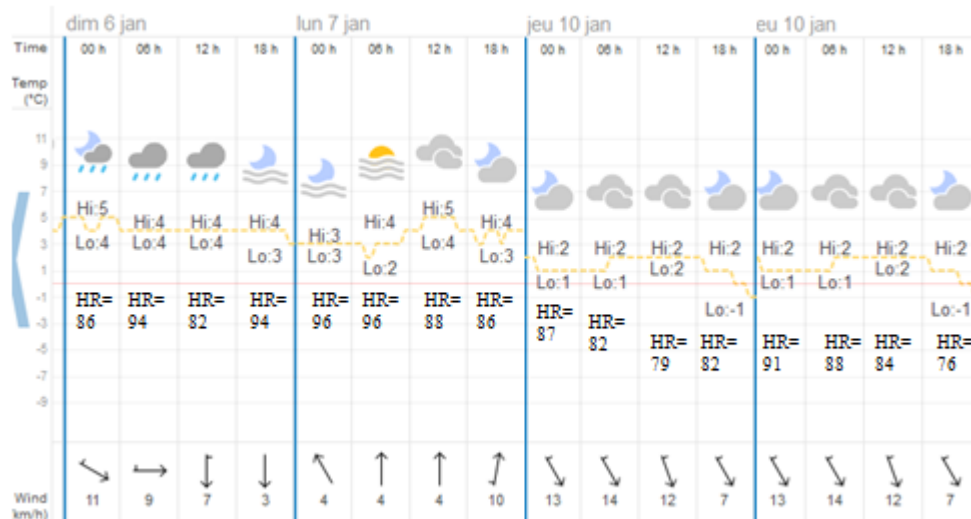 dim 6 jan lun 7 jan jeu 10 jan eu 10 jan
Time 00 h 06 h 12 h 18 h 00 h 06 h 12 h 18 h 00 h 06 h 12 h 18 h 00 h 06 h 12 h 18 h
Temp
(°C)
11
9
7
5
3
1
-1
-3
-5
-7
-9
Hi:5 Hi:4 Hi:4 Hi:4 Hi:3 Hi:4 Hi:5 Hi:4 Hi:2 Hi:2 Hi:2 Hi:2 Hi:2 Hi:2 Hi:2 Hi:2
Lo:4 Lo:4 Lo:4 Lo:3 Lo:3 Lo:2 Lo:4 Lo:3 Lo:1 Lo:1 Lo:2 Lo:-1 Lo:1 Lo:1 Lo:2 Lo:-1
HR= HR= HR= HR= HR= HR= HR= HR= HR= HR= HR= HR= HR= HR= HR= HR=
86 94 82 94 96 96 88 86 87 82 79 82 91 88 84 76
Wind 11 9 7 3 4 4 4 10 13 14 12 7 13 14 12 7
km/h)